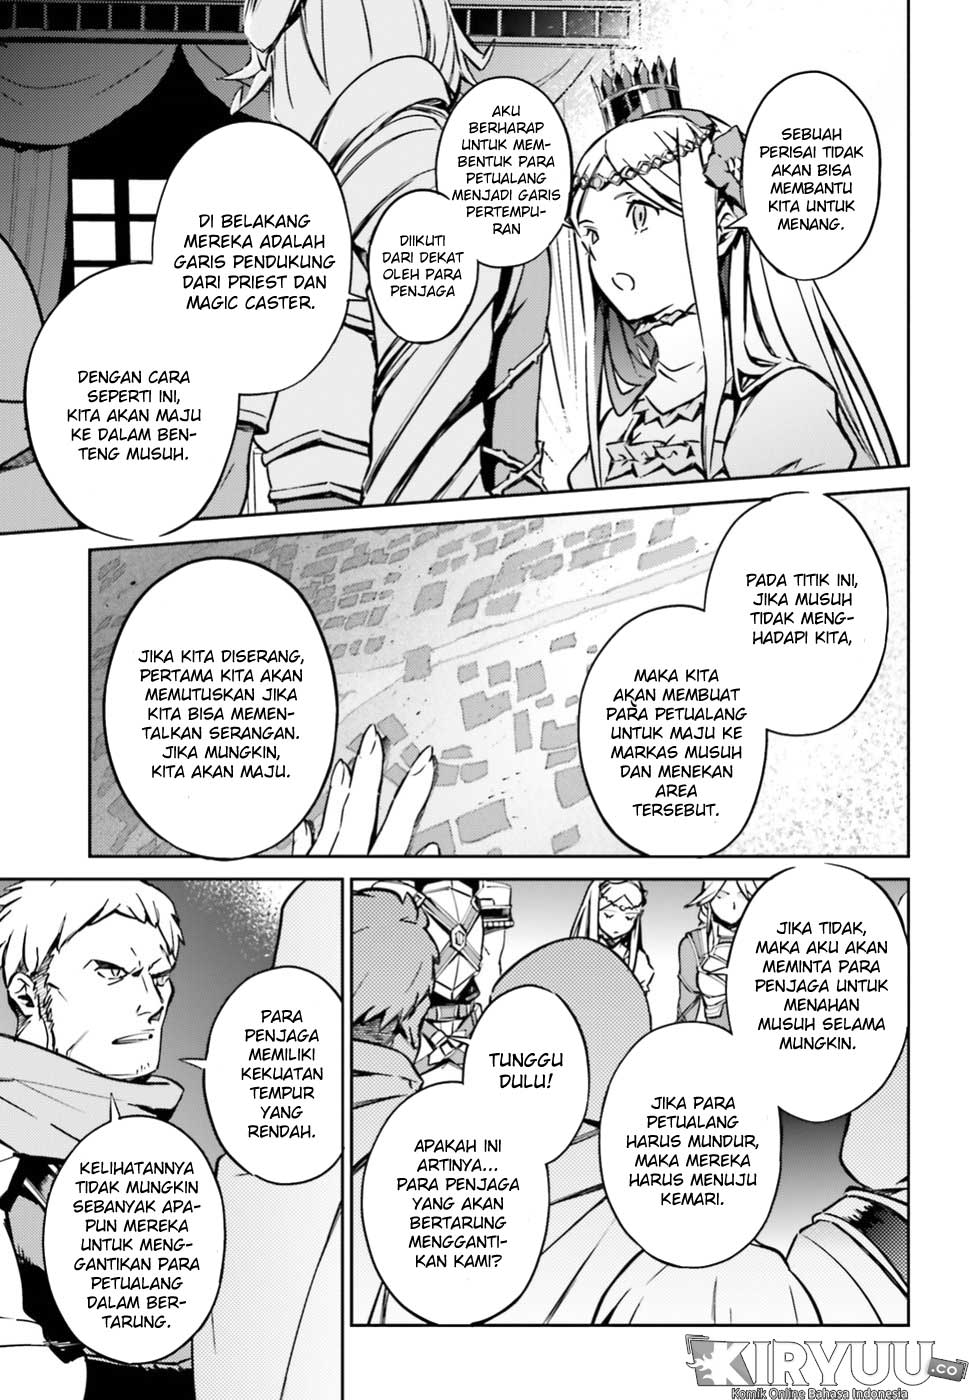 SEBUAH
PERISAI TIDAK
AKAN BISA
MEMBANTU
KITA UNTUK
MENANG.
AKU
BERHARAP
UNTUK MEM-
BENTUK PARA
PETUALANG
MENJADI GARIS
PERTEMPU-
RAN
DIIKUTI
DARI DEKAT
OLEH PARA
PENJAGA
DI BELAKANG
MEREKA ADALAH
GARIS PENDUKUNG
DARI PRIEST DAN
MAGIC CASTER.
DENGAN CARA
SEPERTI INI,
KITA AKAN MAJU
KE DALAM BEN-
TENG MUSUH.
PADA TITIK INI,
JIKA MUSUH
TIDAK MENG-
HADAPI KITA,
MAKA KITA
AKAN MEMBUAT
PARA PETUALANG
UNTUK MAJU KE
MARKAS MUSUH
DAN MENEKAN
AREA
TERSEBUT.
JIKA KITA DISERANG,
PERTAMA KITA AKAN
MEMUTUSKAN JIKA
KITA BISA MEMEN-
TALKAN SERANGAN.
JIKA MUNGKIN,
KITA AKAN MAJU.
JIKA TIDAK,
MAKA AKU AKAN
MEMINTA PARA
PENJAGA UNTUK
MENAHAN
MUSUH SELAMA
MUNGKIN.
JIKA PARA
PETUALANG
HARUS MUNDUR,
MAKA MEREKA
HARUS MENUJU
KEMARI.
TUNGGU
DULU!
APAKAH INI
ARTINYA...
PARA PENJAGA
YANG AKAN
BERTARUNG
MENGGANTI-
KAN KAMI?
PARA
PENJAGA
MEMILIKI
KEKUATAN
TEMPUR
YANG
RENDAH.
KELIHATANNYA
TIDAK MUNGKIN
SEBANYAK APA-
PUN MEREKA
UNTUK MENG-
GANTIKAN PARA
PETUALANG
DALAM BER-
TARUNG.
KIRYUU.CO
Komik Online Bahasa Indonesia